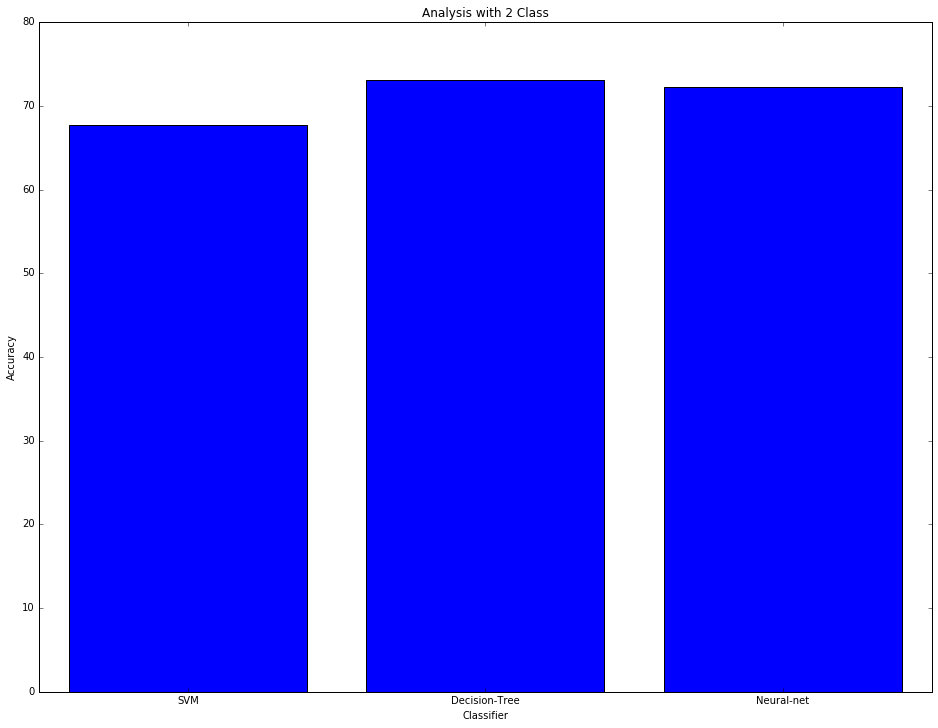 Analysis with 2 Class
80
70
60
50
40
30
20
10
0
Accuracy
SVM Decision-Tree Neural-net
Classifier